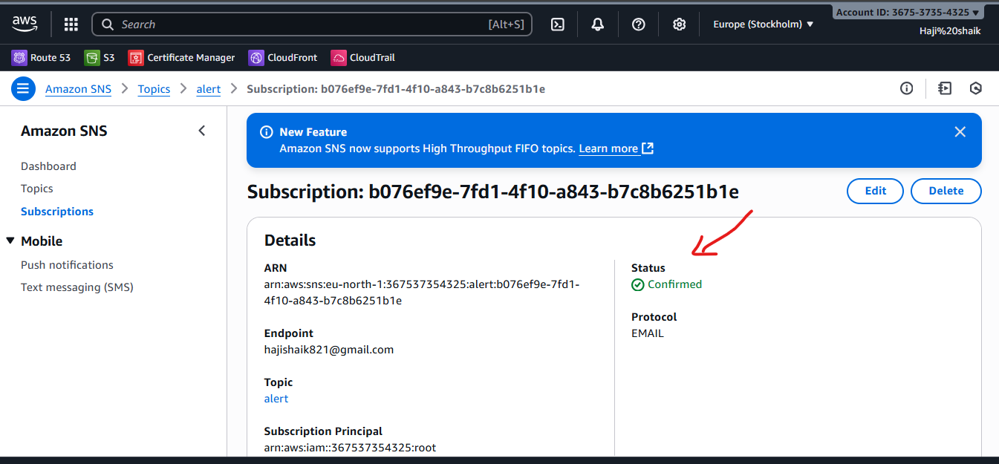 aws
Search
[Alt+S]
Europe (Stockholm)
Account ID: 3675-3735-4325
Haji%20shaik
Route 53
S3
Certificate Manager
CloudFront
CloudTrail
Amazon SNS
Topics
alert
Subscription: b076ef9e-7fd1-4f10-a843-b7c8b6251b1e
Amazon SNS
Dashboard
Topics
Subscriptions
Mobile
Push notifications
Text messaging (SMS)
New Feature
Amazon SNS now supports High Throughput FIFO topics. Learn more
Subscription: b076ef9e-7fd1-4f10-a843-b7c8b6251b1e
Edit
Delete
Details
ARN
arn:aws:sns:eu-north-1:367537354325:alert:b076ef9e-7fd1-
4f10-a843-b7c8b6251b1e
Endpoint
hajishaik821@gmail.com
Topic
alert
Subscription Principal
arn:aws:iam::367537354325:root
Status
Confirmed
Protocol
EMAIL